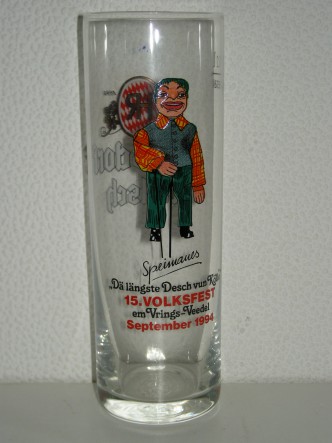 Speimanes
„Dä längste Desch vun Kölle
15. VOLKSFEST
em Vrings-Veedel
September 1994